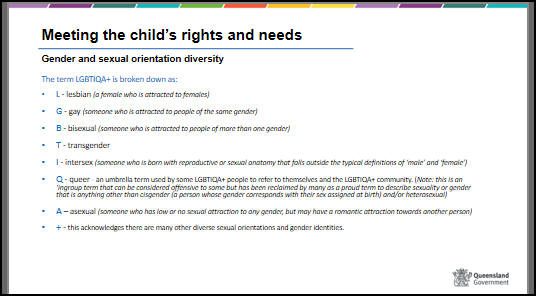 Meeting the child's rights and needs
Gender and sexual orientation diversity
The term LGBTIQA+ is broken down as:
• L - lesbian (a female who is attracted to females)
• G - gay (someone who is attracted to people of the same gender)
• B - bisexual (someone who is attracted to people of more than one gender)
• T - transgender
• I - intersex (someone who is born with reproductive or sexual anatomy that falls outside the typical definitions of 'male' and 'female')
• Q - queer - an umbrella term used by some LGBTIQA+ people to refer to themselves and the LGBTIQA+ community. (Note: this is an
'ingroup term that can be considered offensive to some but has been reclaimed by many as a proud term to describe sexuality or gender
that is anything other than cisgender (a person whose gender corresponds with their sex assigned at birth) and/or heterosexual)
• A – asexual (someone who has low or no sexual attraction to any gender, but may have a romantic attraction towards another person)
• + - this acknowledges there are many other diverse sexual orientations and gender identities.
Queensland
Government